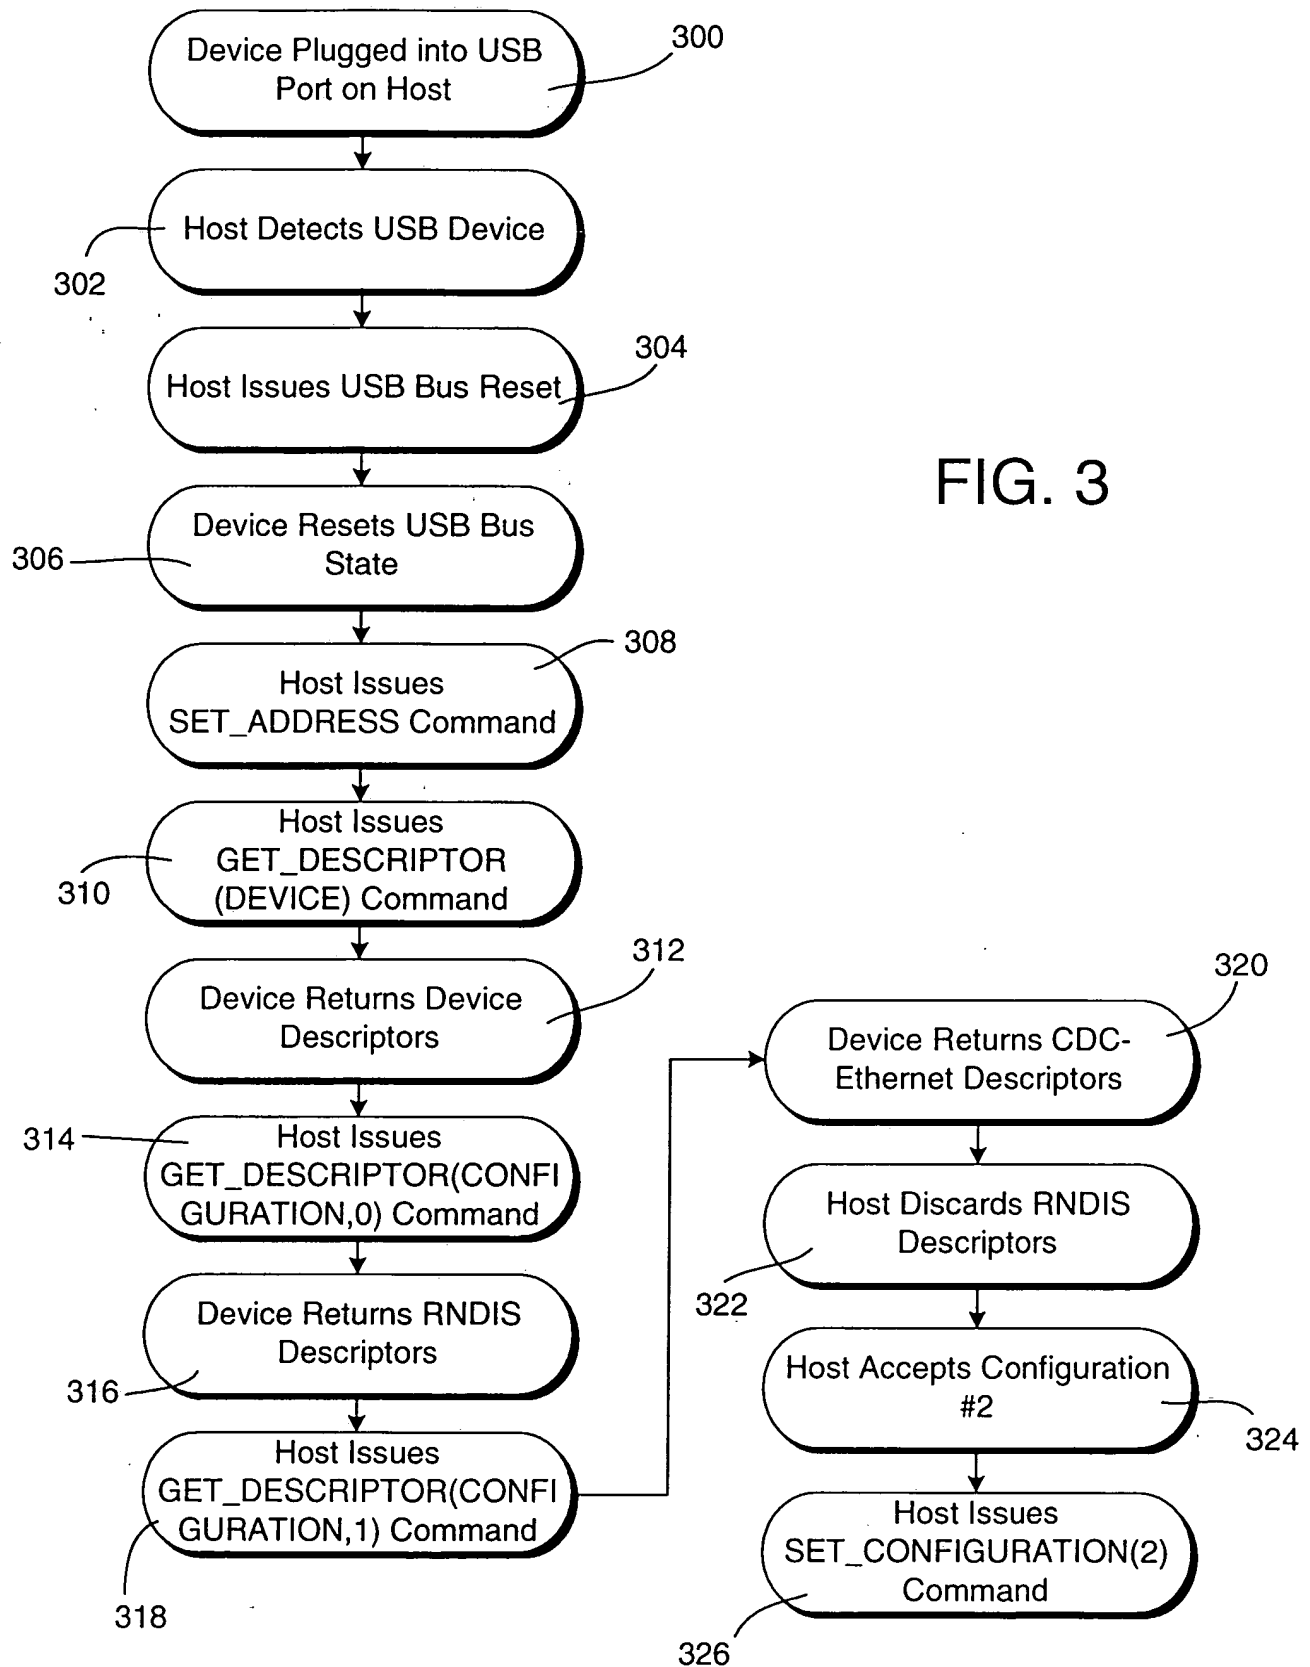 Device Plugged into USB
Port on Host
300
Host Detects USB Device
302
Host Issues USB Bus Reset
304
Device Resets USB Bus
State
306
Host Issues
SET_ADDRESS Command
308
Host Issues
GET_DESCRIPTOR
(DEVICE) Command
310
Device Returns Device
Descriptors
312
Host Issues
GET_DESCRIPTOR(CONFI
GURATION,0) Command
314
Device Returns RNDIS
Descriptors
316
Host Issues
GET_DESCRIPTOR(CONFI
GURATION,1) Command
318
FIG. 3
Device Returns CDC-
Ethernet Descriptors
320
Host Discards RNDIS
Descriptors
322
Host Accepts Configuration
#2
324
Host Issues
SET_CONFIGURATION(2)
Command
326